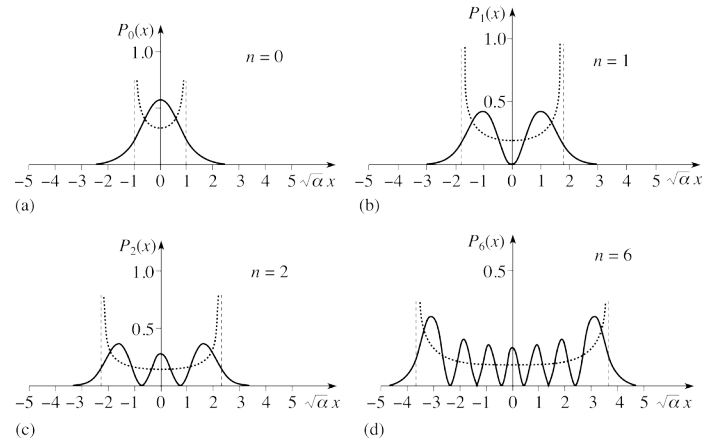 P₀(x)
1.0
n = 0
−5 −4 −3 −2 −1 0 1 2 3 4 5 √α x
(a)
P₁(x)
1.0
n = 1
0.5
−5 −4 −3 −2 −1 0 1 2 3 4 5 √α x
(b)
P₂(x)
1.0
n = 2
0.5
−5 −4 −3 −2 −1 0 1 2 3 4 5 √α x
(c)
P₆(x)
n = 6
0.5
−5 −4 −3 −2 −1 0 1 2 3 4 5 √α x
(d)